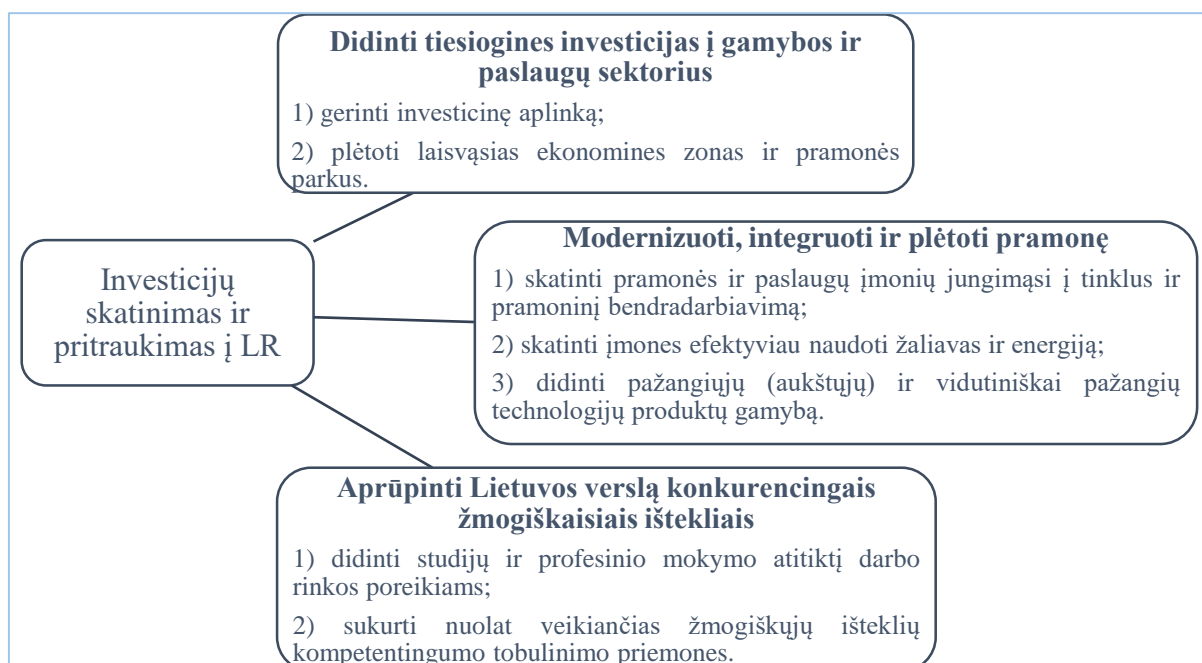 Didinti tiesiogines investicijas į gamybos ir
paslaugų sektorius
1) gerinti investicinę aplinką;
2) plėtoti laisvąsias ekonomines zonas ir pramonės
parkus.
Investicijų
skatinimas ir
pritraukimas į LR
Modernizuoti, integruoti ir plėtoti pramonę
1) skatinti pramonės ir paslaugų įmonių jungimąsi į tinklus ir
pramoninį bendradarbiavimą;
2) skatinti įmones efektyviau naudoti žaliavas ir energiją;
3) didinti pažangiųjų (aukštųjų) ir vidutiniškai pažangių
technologijų produktų gamybą.
Aprūpinti Lietuvos verslą konkurencingais
žmogiškaisiais ištekliais
1) didinti studijų ir profesinio mokymo atitiktį darbo
rinkos poreikiams;
2) sukurti nuolat veikiančias žmogiškųjų išteklių
kompetentingumo tobulinimo priemones.